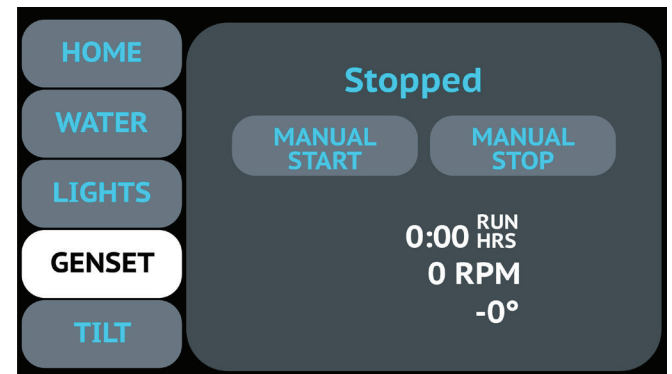 HOME
WATER
LIGHTS
GENSET
TILT
Stopped
MANUAL START
MANUAL STOP
0:00 RUN HRS
0 RPM
-0°